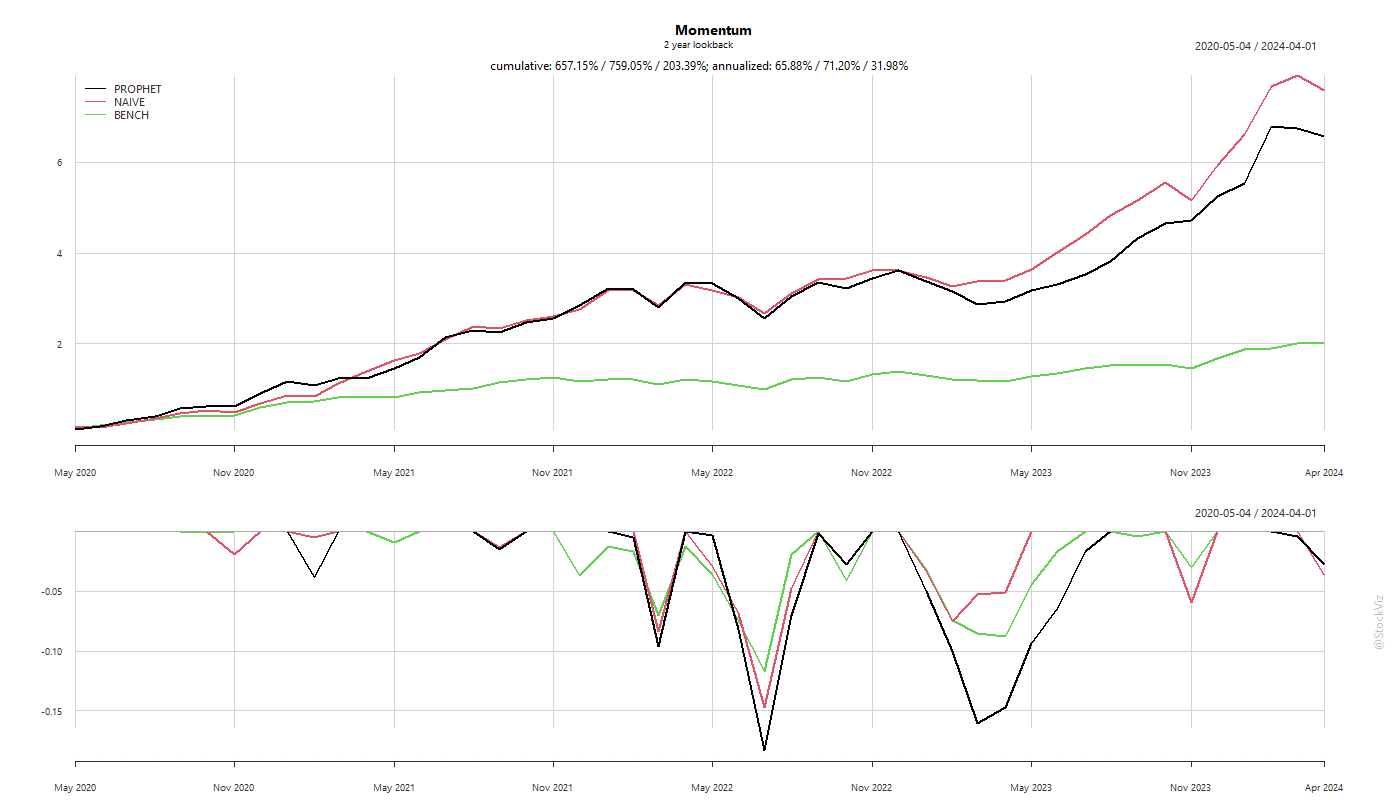 Momentum
2 year lookback
2020-05-04 / 2024-04-01
cumulative: 657.15% / 759.05% / 203.39%; annualized: 65.88% / 71.20% / 31.98%
PROPHET
NAIVE
BENCH
6
4
2
May 2020 Nov 2020 May 2021 Nov 2021 May 2022 Nov 2022 May 2023 Nov 2023 Apr 2024
2020-05-04 / 2024-04-01
-0.05
-0.10
-0.15
@StockViz
May 2020 Nov 2020 May 2021 Nov 2021 May 2022 Nov 2022 May 2023 Nov 2023 Apr 2024